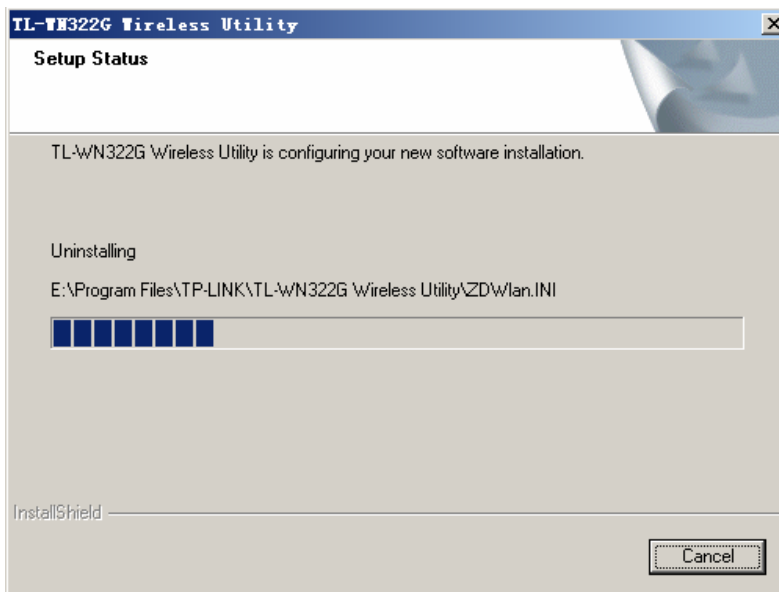 TL-WN322G Wireless Utility
Setup Status
TL-WN322G Wireless Utility is configuring your new software installation.
Uninstalling
E:\Program Files\TP-LINK\TL-WN322G Wireless Utility\ZDWlan.INI
InstallShield
Cancel